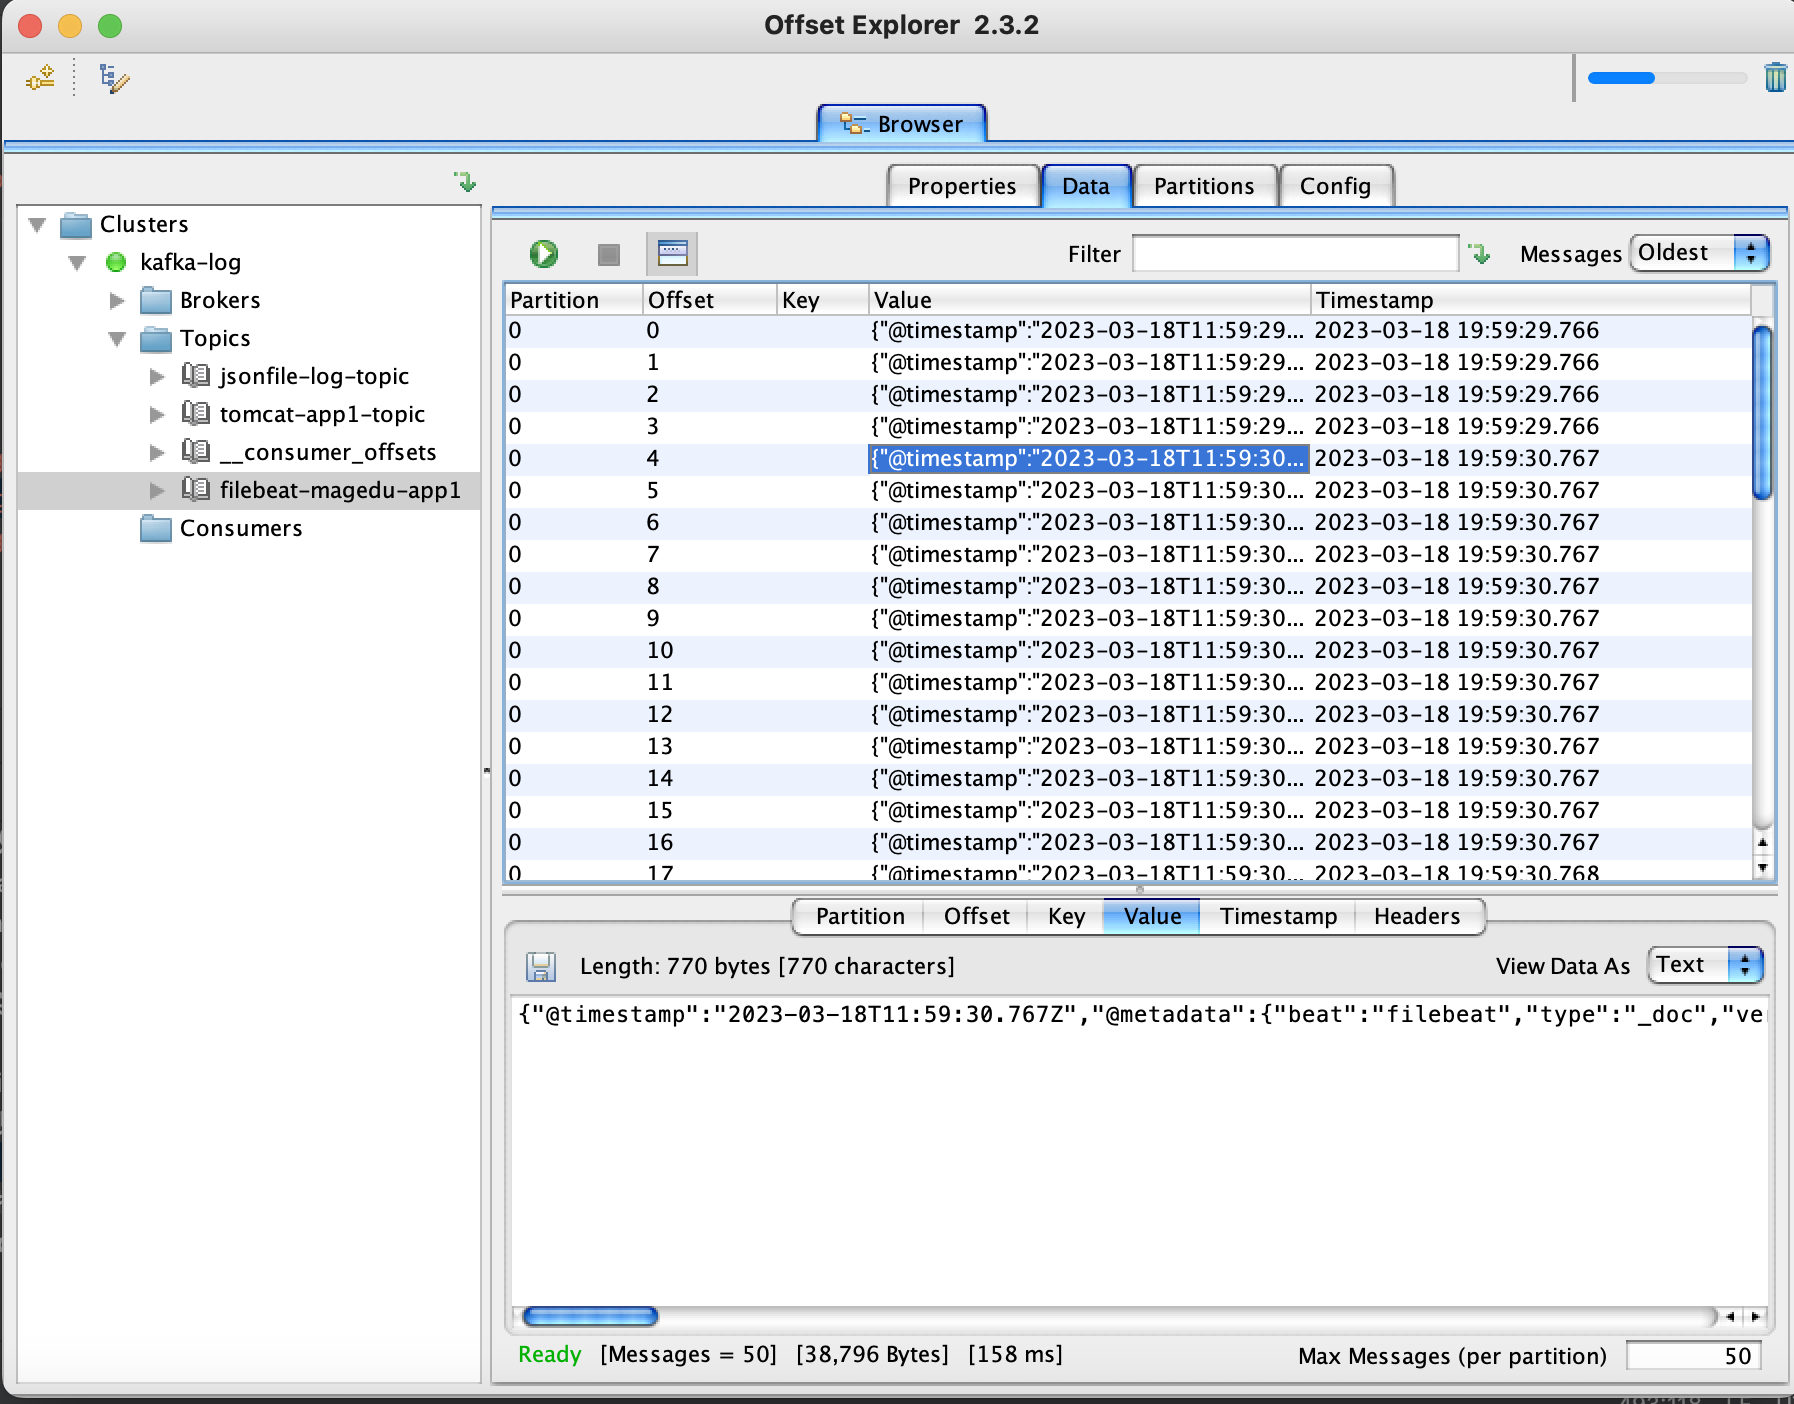 Offset Explorer 2.3.2
Browser
Properties Data Partitions Config
Clusters
kafka-log
Brokers
Topics
jsonfile-log-topic
tomcat-app1-topic
__consumer_offsets
filebeat-magedu-app1
Consumers
Filter Messages Oldest
Partition Offset Key Value Timestamp
0 0 {"@timestamp":"2023-03-18T11:59:29... 2023-03-18 19:59:29.766
0 1 {"@timestamp":"2023-03-18T11:59:29... 2023-03-18 19:59:29.766
0 2 {"@timestamp":"2023-03-18T11:59:29... 2023-03-18 19:59:29.766
0 3 {"@timestamp":"2023-03-18T11:59:29... 2023-03-18 19:59:29.766
0 4 {"@timestamp":"2023-03-18T11:59:30... 2023-03-18 19:59:30.767
0 5 {"@timestamp":"2023-03-18T11:59:30... 2023-03-18 19:59:30.767
0 6 {"@timestamp":"2023-03-18T11:59:30... 2023-03-18 19:59:30.767
0 7 {"@timestamp":"2023-03-18T11:59:30... 2023-03-18 19:59:30.767
0 8 {"@timestamp":"2023-03-18T11:59:30... 2023-03-18 19:59:30.767
0 9 {"@timestamp":"2023-03-18T11:59:30... 2023-03-18 19:59:30.767
0 10 {"@timestamp":"2023-03-18T11:59:30... 2023-03-18 19:59:30.767
0 11 {"@timestamp":"2023-03-18T11:59:30... 2023-03-18 19:59:30.767
0 12 {"@timestamp":"2023-03-18T11:59:30... 2023-03-18 19:59:30.767
0 13 {"@timestamp":"2023-03-18T11:59:30... 2023-03-18 19:59:30.767
0 14 {"@timestamp":"2023-03-18T11:59:30... 2023-03-18 19:59:30.767
0 15 {"@timestamp":"2023-03-18T11:59:30... 2023-03-18 19:59:30.767
0 16 {"@timestamp":"2023-03-18T11:59:30... 2023-03-18 19:59:30.767
0 17 {"@timestamp":"2023-03-18T11:59:30... 2023-03-18 19:59:30.768
Partition Offset Key Value Timestamp Headers
Length: 770 bytes [770 characters] View Data As Text
{"@timestamp":"2023-03-18T11:59:30.767Z","@metadata":{"beat":"filebeat","type":"_doc","ve
Ready [Messages = 50] [38,796 Bytes] [158 ms] Max Messages (per partition) 50